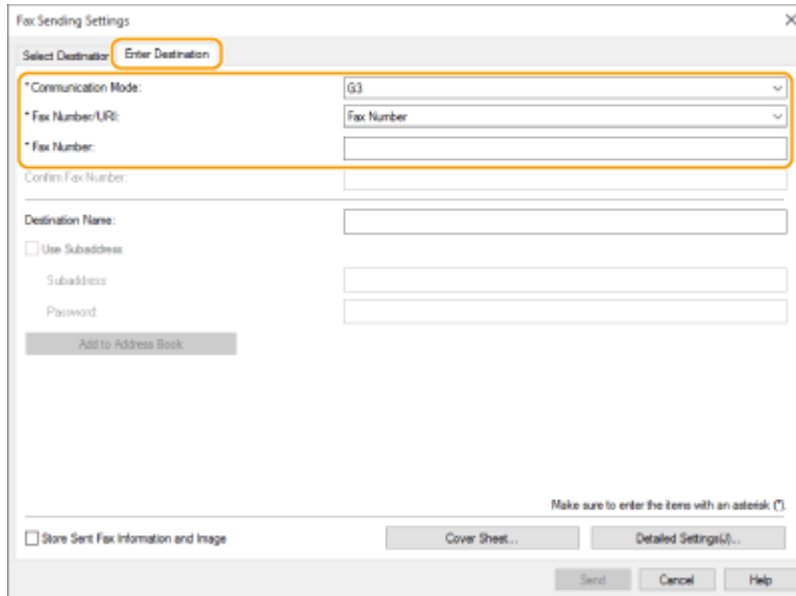 Fax Sending Settings
Select Destination Enter Destination
* Communication Mode: G3
* Fax Number/URI: Fax Number
* Fax Number:
Confirm Fax Number:
Destination Name:
Use Subaddress
Subaddress:
Password:
Add to Address Book
Make sure to enter the items with an asterisk (*).
Store Sent Fax Information and Image Cover Sheet... Detailed Settings(J)...
Send Cancel Help